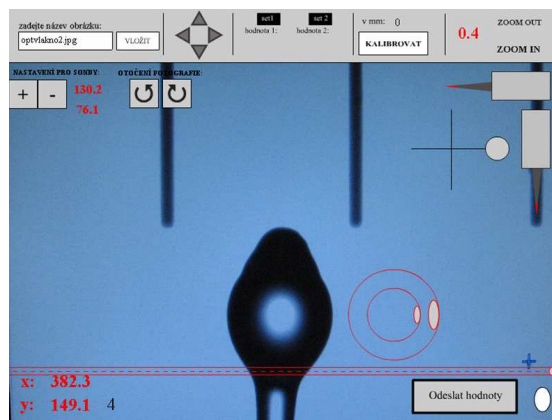 zadejte název obrázku:
optvlakno2.jpg
VLOŽIT
set1
hodnota 1:
set 2
hodnota 2:
v mm: 0
KALIBROVAT
0.4
ZOOM OUT
ZOOM IN
NASTAVENÍ PRO SONDY:
+
-
130.2
76.1
OTOČENÍ FOTOGRAFIE:
x: 382.3
y: 149.1 4
Odeslat hodnoty